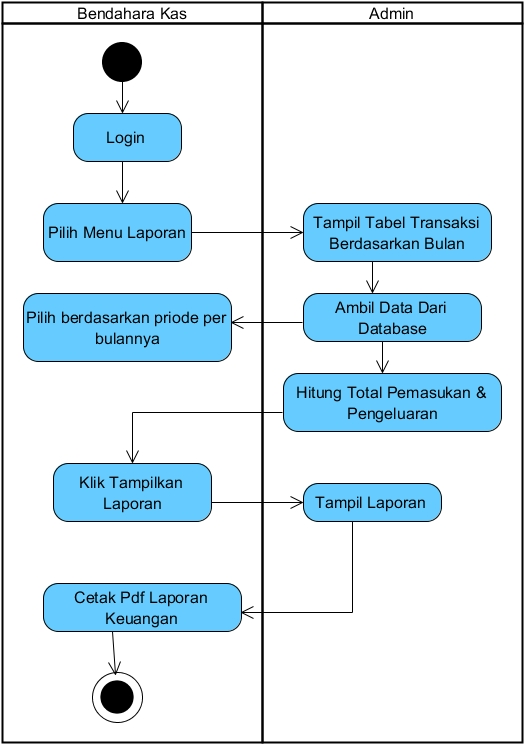 Bendahara Kas
Admin
Login
Pilih Menu Laporan
Tampil Tabel Transaksi
Berdasarkan Bulan
Pilih berdasarkan priode per
bulannya
Ambil Data Dari
Database
Hitung Total Pemasukan &
Pengeluaran
Klik Tampilkan
Laporan
Tampil Laporan
Cetak Pdf Laporan
Keuangan